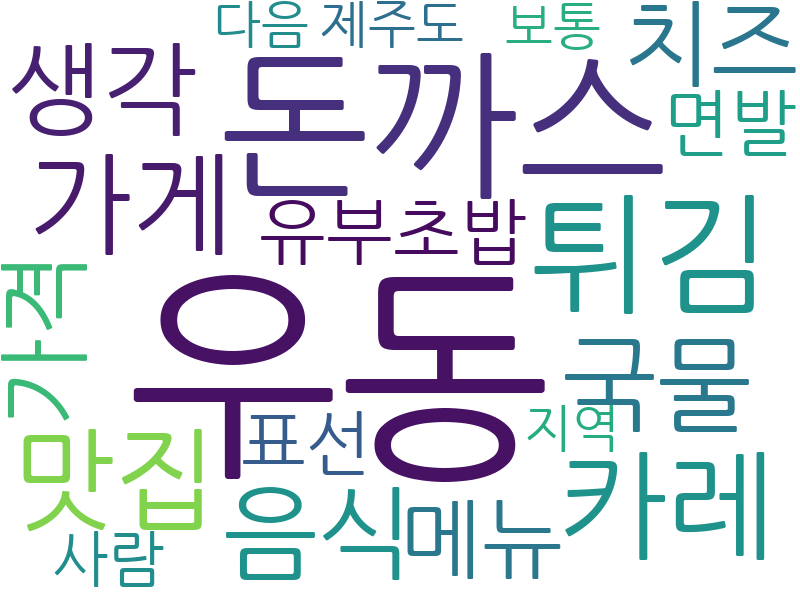 다음 제주도 보통 치즈
생각 돈까스 면발
가게 유부초밥 튀김
가격 우동 국물
맛집 표선 지역 카레
사람 음식 메뉴